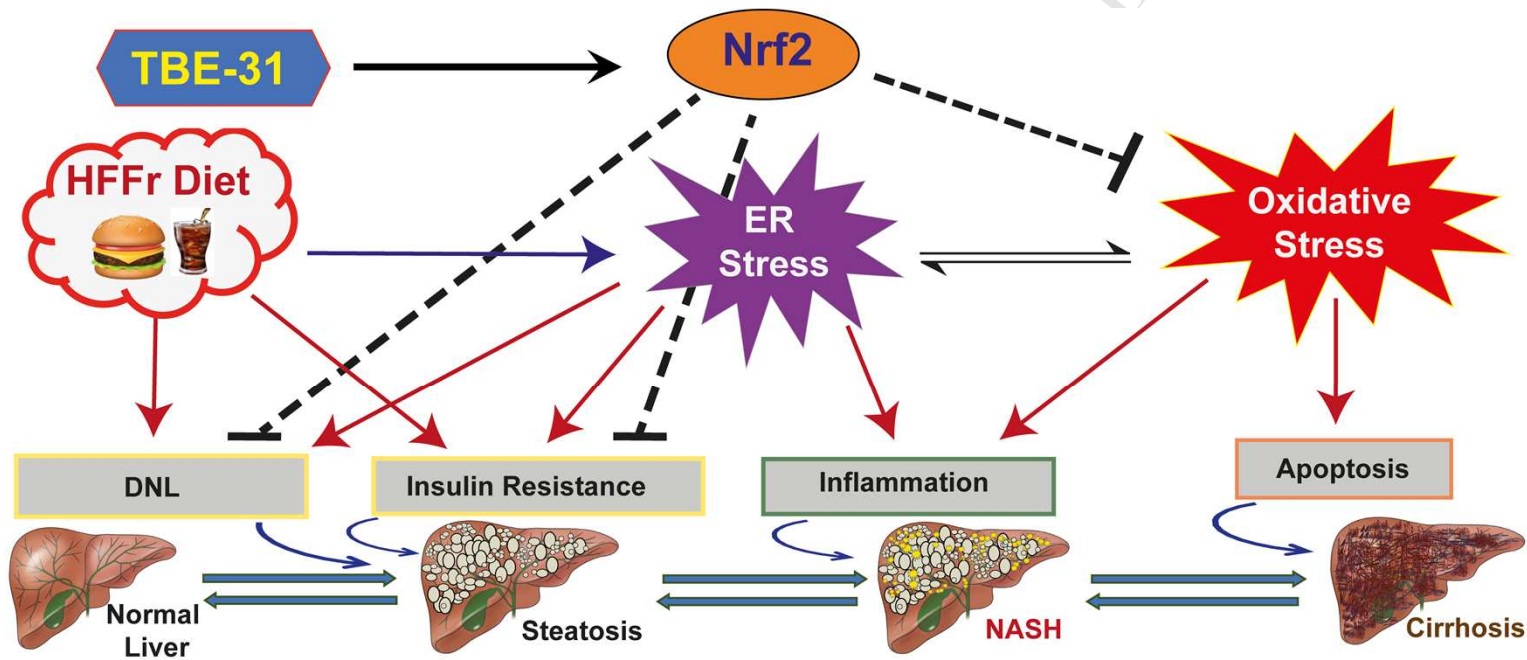 TBE-31
Nrf2
HFFr Diet
ER
Stress
Oxidative
Stress
DNL
Insulin Resistance
Inflammation
Apoptosis
Normal
Liver
Steatosis
NASH
Cirrhosis